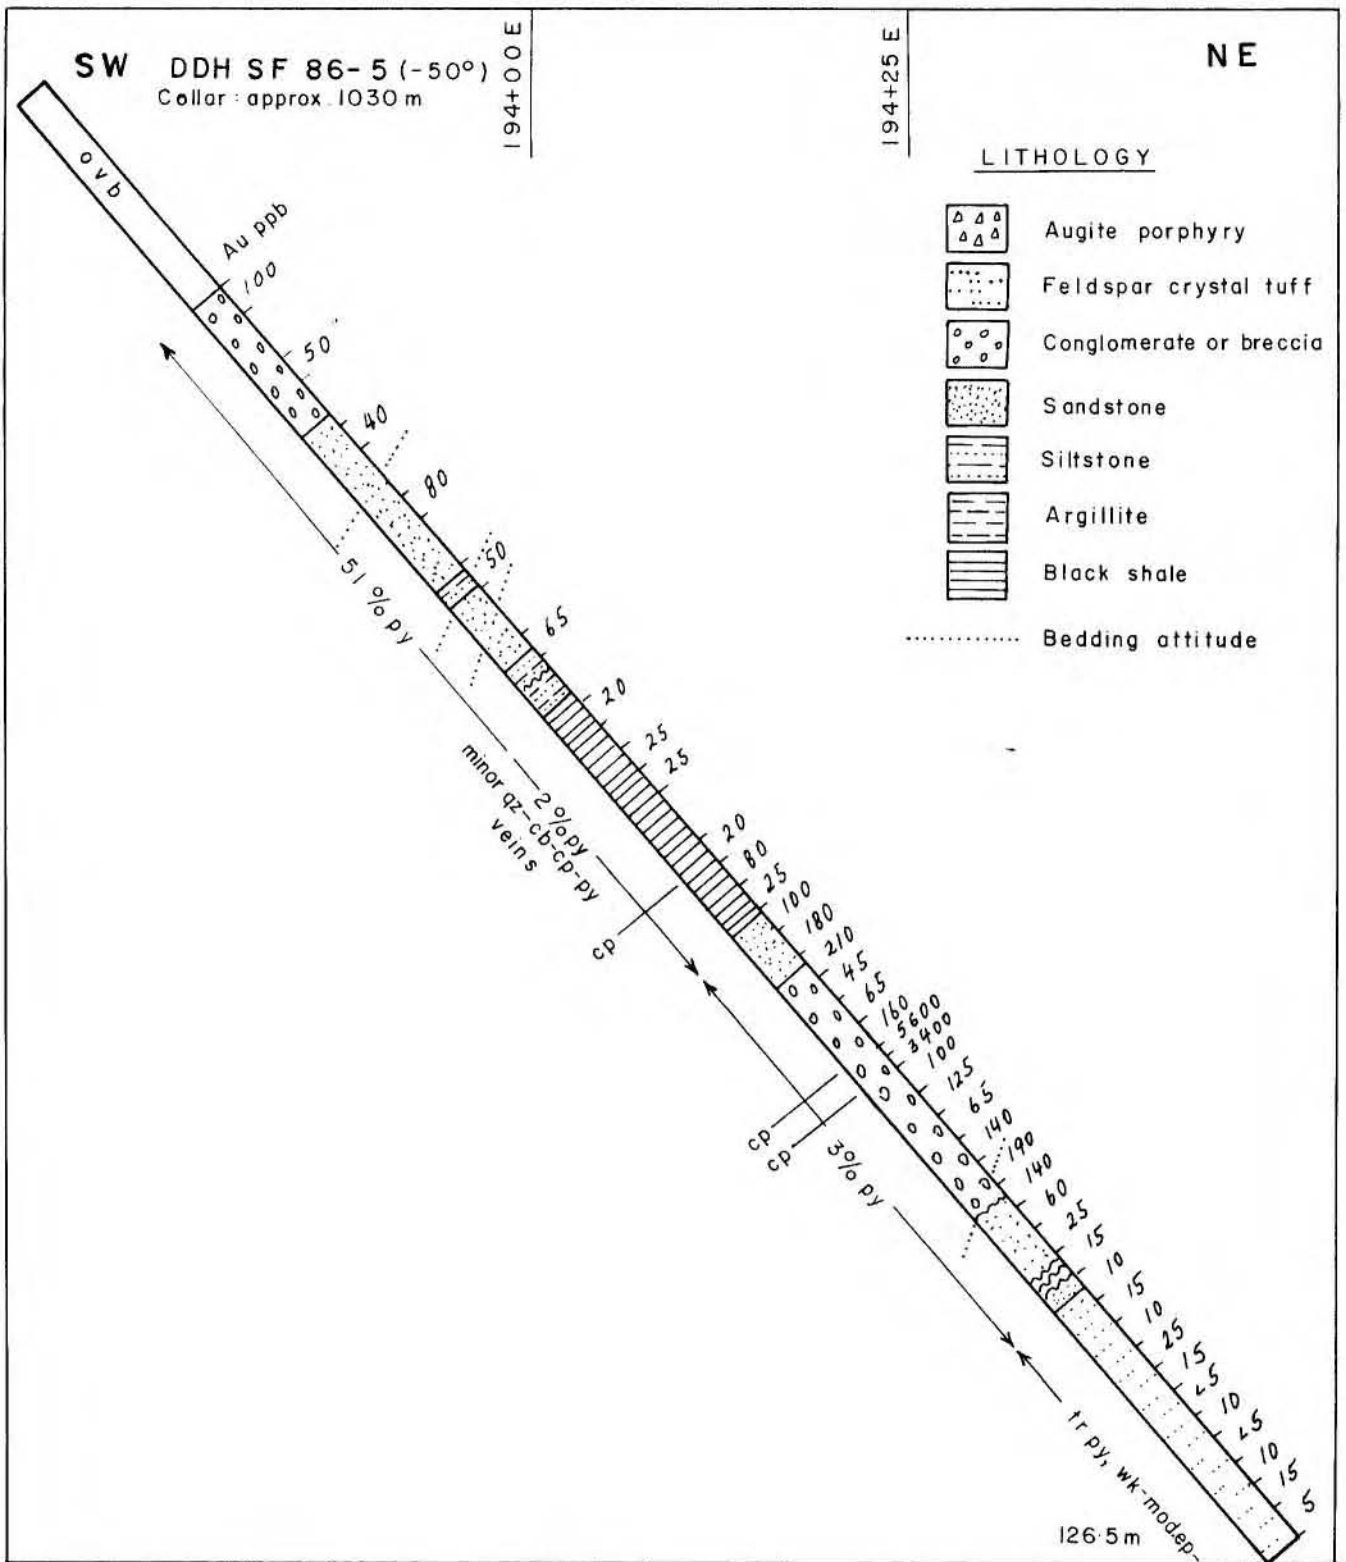 SW DDH SF 86-5 (-50°)
Collar: approx. 1030 m
194+00 E
194+25 E
NE
LITHOLOGY
Augite porphyry
Feldspar crystal tuff
Conglomerate or breccia
Sandstone
Siltstone
Argillite
Black shale
Bedding attitude
ovb
Au ppb
100
50
40
80
50
65
20
25
25
20
80
25
100
180
210
45
65
160
5600
3400
100
125
65
140
190
140
60
25
15
10
15
10
25
15
<5
10
<5
10
15
5
51 % py
2 % py
minor qz-cb-cp-py
veins
cp
cp
cp
3% py
tr py, wk-mod.ep-
126.5 m